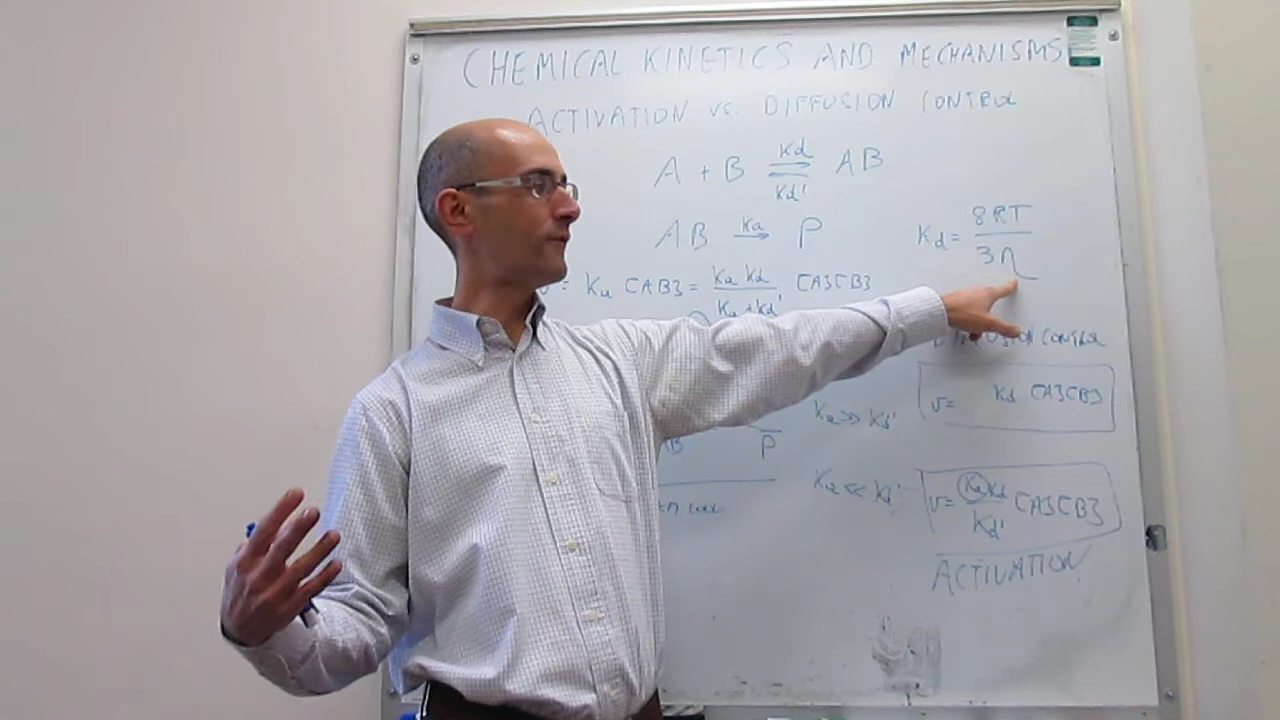 CHEMICAL KINETICS AND MECHANISMS
ACTIVATION VS. DIFFUSION CONTROL
A + B ⇌ AB
Kd
Kd'
AB → P
Ka
Kd = 8RT / 3η
v = Ka [AB] = Ka Kd / Ka + Kd' [A][B]
DIFFUSION CONTROL
Ka >> Kd'
v = Kd [A][B]
P
Ka << Kd'
v = Ka Kd / Kd' [A][B]
ACTIVATION